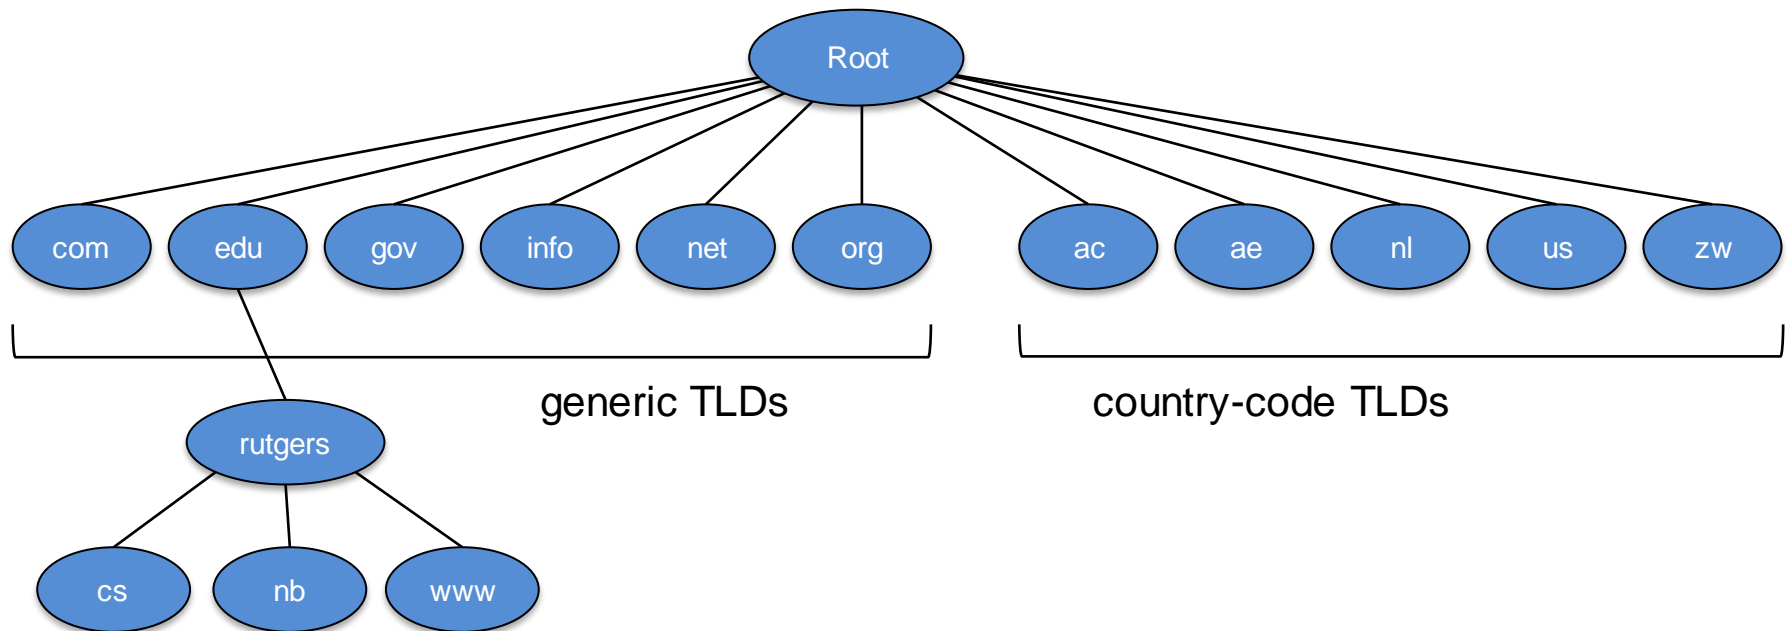 Root
com edu gov info net org ac ae nl us zw
generic TLDs country-code TLDs
rutgers
cs nb www